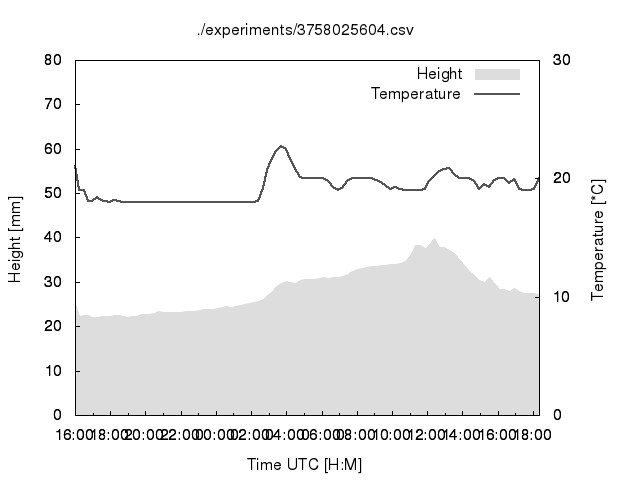 ./experiments/3758025604.csv
Height
Temperature
80
70
60
50
40
30
20
10
0
Height [mm]
30
20
10
0
Temperature [*C]
16:00 18:00 20:00 22:00 00:00 02:00 04:00 06:00 08:00 10:00 12:00 14:00 16:00 18:00
Time UTC [H:M]